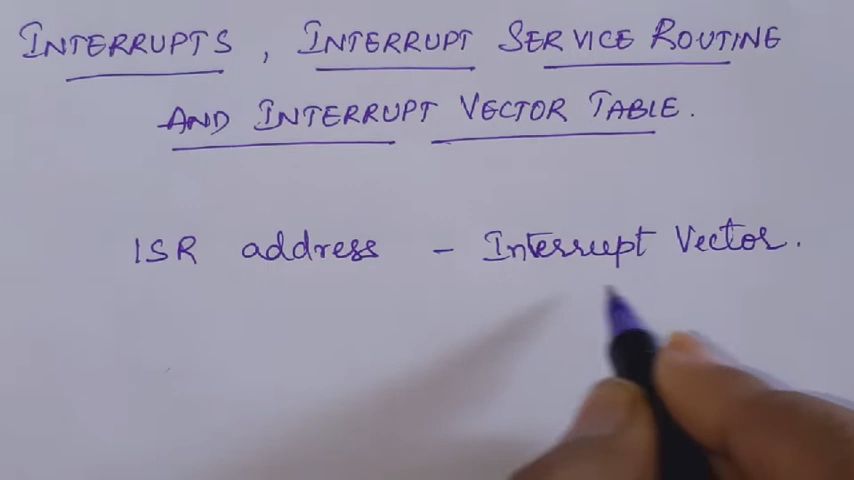 INTERRUPTS, INTERRUPT SERVICE ROUTINE
AND INTERRUPT VECTOR TABLE.
ISR address - Interrupt Vector.